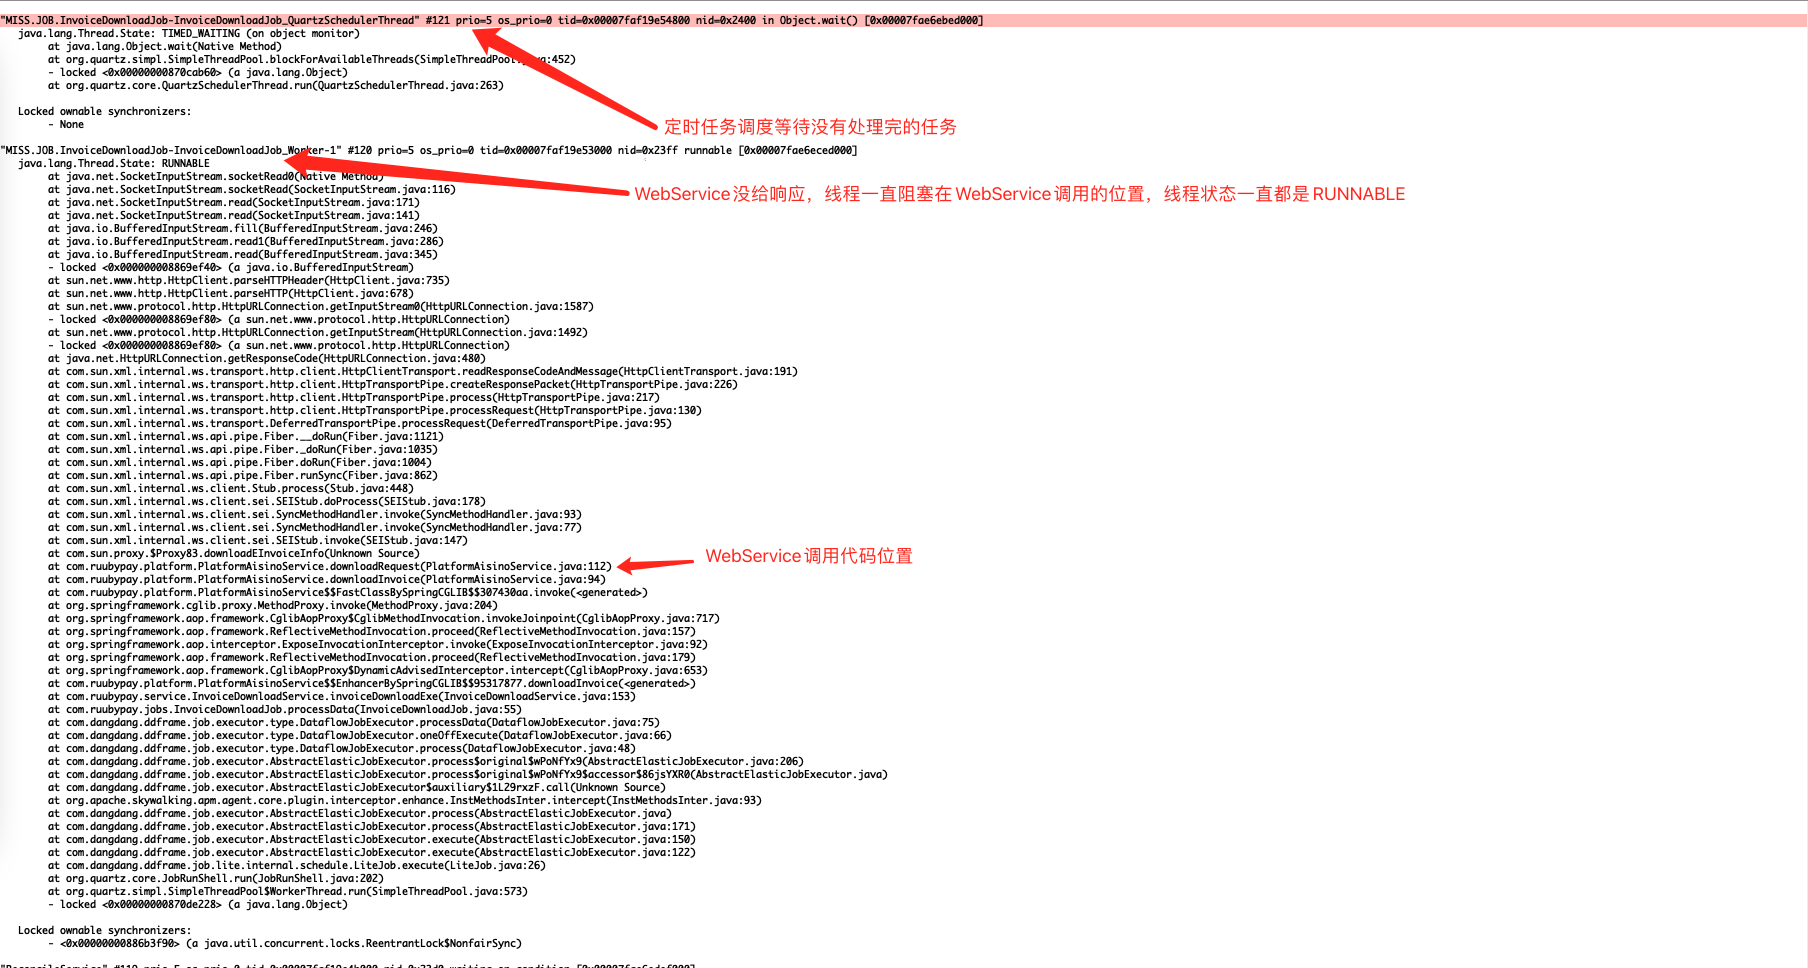 "MISS.JOB.InvoiceDownloadJob-InvoiceDownloadJob_QuartzSchedulerThread" #121 prio=5 os_prio=0 tid=0x00007faf19e54800 nid=0x2400 in Object.wait() [0x00007fae6ebed000]
java.lang.Thread.State: TIMED_WAITING (on object monitor)
at java.lang.Object.wait(Native Method)
at org.quartz.simpl.SimpleThreadPool.blockForAvailableThreads(SimpleThreadPool.java:452)
- locked <0x00000000870cab60> (a java.lang.Object)
at org.quartz.core.QuartzSchedulerThread.run(QuartzSchedulerThread.java:263)
Locked ownable synchronizers:
- None
定时任务调度等待没有处理完的任务
"MISS.JOB.InvoiceDownloadJob-InvoiceDownloadJob_Worker-1" #120 prio=5 os_prio=0 tid=0x00007faf19e53000 nid=0x23ff runnable [0x00007fae6eced000]
java.lang.Thread.State: RUNNABLE
at java.net.SocketInputStream.socketRead0(Native Method)
at java.net.SocketInputStream.socketRead(SocketInputStream.java:116)
WebService没给响应，线程一直阻塞在WebService调用的位置，线程状态一直都是RUNNABLE
at java.net.SocketInputStream.read(SocketInputStream.java:171)
at java.net.SocketInputStream.read(SocketInputStream.java:141)
at java.io.BufferedInputStream.fill(BufferedInputStream.java:246)
at java.io.BufferedInputStream.read1(BufferedInputStream.java:286)
at java.io.BufferedInputStream.read(BufferedInputStream.java:345)
- locked <0x000000008869ef40> (a java.io.BufferedInputStream)
at sun.net.www.http.HttpClient.parseHTTPHeader(HttpClient.java:735)
at sun.net.www.http.HttpClient.parseHTTP(HttpClient.java:678)
at sun.net.www.protocol.http.HttpURLConnection.getInputStream0(HttpURLConnection.java:1587)
- locked <0x000000008869ef80> (a sun.net.www.protocol.http.HttpURLConnection)
at sun.net.www.protocol.http.HttpURLConnection.getInputStream(HttpURLConnection.java:1492)
- locked <0x000000008869ef80> (a sun.net.www.protocol.http.HttpURLConnection)
at java.net.HttpURLConnection.getResponseCode(HttpURLConnection.java:480)
at com.sun.xml.internal.ws.transport.http.client.HttpClientTransport.readResponseCodeAndMessage(HttpClientTransport.java:191)
at com.sun.xml.internal.ws.transport.http.client.HttpTransportPipe.createResponsePacket(HttpTransportPipe.java:226)
at com.sun.xml.internal.ws.transport.http.client.HttpTransportPipe.process(HttpTransportPipe.java:217)
at com.sun.xml.internal.ws.transport.http.client.HttpTransportPipe.processRequest(HttpTransportPipe.java:130)
at com.sun.xml.internal.ws.transport.DeferredTransportPipe.processRequest(DeferredTransportPipe.java:95)
at com.sun.xml.internal.ws.api.pipe.Fiber.__doRun(Fiber.java:1121)
at com.sun.xml.internal.ws.api.pipe.Fiber._doRun(Fiber.java:1035)
at com.sun.xml.internal.ws.api.pipe.Fiber.doRun(Fiber.java:1004)
at com.sun.xml.internal.ws.api.pipe.Fiber.runSync(Fiber.java:862)
at com.sun.xml.internal.ws.client.Stub.process(Stub.java:448)
at com.sun.xml.internal.ws.client.sei.SEIStub.doProcess(SEIStub.java:178)
at com.sun.xml.internal.ws.client.sei.SyncMethodHandler.invoke(SyncMethodHandler.java:93)
at com.sun.xml.internal.ws.client.sei.SyncMethodHandler.invoke(SyncMethodHandler.java:77)
at com.sun.xml.internal.ws.client.sei.SEIStub.invoke(SEIStub.java:147)
at com.sun.proxy.$Proxy83.downloadEInvoiceInfo(Unknown Source)
WebService调用代码位置
at com.ruubypay.platform.PlatformAisinoService.downloadRequest(PlatformAisinoService.java:112)
at com.ruubypay.platform.PlatformAisinoService.downloadInvoice(PlatformAisinoService.java:94)
at com.ruubypay.platform.PlatformAisinoService$$FastClassBySpringCGLIB$$307430aa.invoke(<generated>)
at org.springframework.cglib.proxy.MethodProxy.invoke(MethodProxy.java:204)
at org.springframework.aop.framework.CglibAopProxy$CglibMethodInvocation.invokeJoinpoint(CglibAopProxy.java:717)
at org.springframework.aop.framework.ReflectiveMethodInvocation.proceed(ReflectiveMethodInvocation.java:157)
at org.springframework.aop.interceptor.ExposeInvocationInterceptor.invoke(ExposeInvocationInterceptor.java:92)
at org.springframework.aop.framework.ReflectiveMethodInvocation.proceed(ReflectiveMethodInvocation.java:179)
at org.springframework.aop.framework.CglibAopProxy$DynamicAdvisedInterceptor.intercept(CglibAopProxy.java:653)
at com.ruubypay.platform.PlatformAisinoService$$EnhancerBySpringCGLIB$$95317877.downloadInvoice(<generated>)
at com.ruubypay.service.InvoiceDownloadService.invoiceDownloadExe(InvoiceDownloadService.java:153)
at com.ruubypay.jobs.InvoiceDownloadJob.processData(InvoiceDownloadJob.java:55)
at com.dangdang.ddframe.job.executor.type.DataflowJobExecutor.processData(DataflowJobExecutor.java:75)
at com.dangdang.ddframe.job.executor.type.DataflowJobExecutor.oneOffExecute(DataflowJobExecutor.java:66)
at com.dangdang.ddframe.job.executor.type.DataflowJobExecutor.process(DataflowJobExecutor.java:48)
at com.dangdang.ddframe.job.executor.AbstractElasticJobExecutor.process$original$wPoNfYx9(AbstractElasticJobExecutor.java:206)
at com.dangdang.ddframe.job.executor.AbstractElasticJobExecutor.process$original$wPoNfYx9$accessor$86jsYXR0(AbstractElasticJobExecutor.java)
at com.dangdang.ddframe.job.executor.AbstractElasticJobExecutor$auxiliary$1L29rxzF.call(Unknown Source)
at org.apache.skywalking.apm.agent.core.plugin.interceptor.enhance.InstMethodsInter.intercept(InstMethodsInter.java:93)
at com.dangdang.ddframe.job.executor.AbstractElasticJobExecutor.process(AbstractElasticJobExecutor.java)
at com.dangdang.ddframe.job.executor.AbstractElasticJobExecutor.process(AbstractElasticJobExecutor.java:171)
at com.dangdang.ddframe.job.executor.AbstractElasticJobExecutor.execute(AbstractElasticJobExecutor.java:150)
at com.dangdang.ddframe.job.executor.AbstractElasticJobExecutor.execute(AbstractElasticJobExecutor.java:122)
at com.dangdang.ddframe.job.lite.internal.schedule.LiteJob.execute(LiteJob.java:26)
at org.quartz.core.JobRunShell.run(JobRunShell.java:202)
at org.quartz.simpl.SimpleThreadPool$WorkerThread.run(SimpleThreadPool.java:573)
- locked <0x00000000870de228> (a java.lang.Object)
Locked ownable synchronizers:
- <0x00000000886b3f90> (a java.util.concurrent.locks.ReentrantLock$NonfairSync)